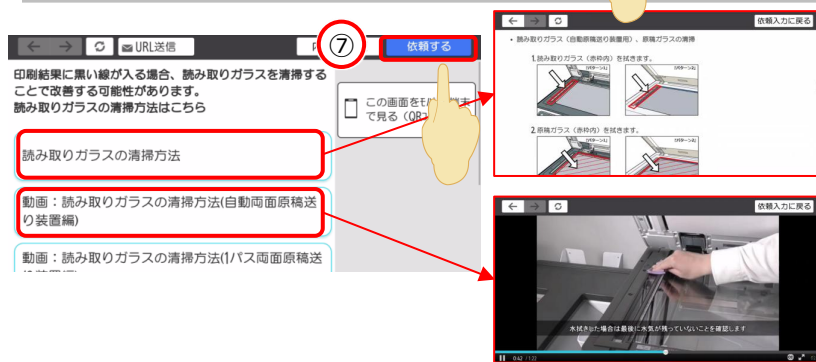 URL送信
⑦
依頼する
印刷結果に黒い線が入る場合、読み取りガラスを清掃する
ことで改善する可能性があります。
読み取りガラスの清掃方法はこちら
この画面をﾓﾊﾞ
で見る（QR
読み取りガラスの清掃方法
動画：読み取りガラスの清掃方法(自動両面原稿送
り装置編)
動画：読み取りガラスの清掃方法(1パス両面原稿送
依頼入力に戻る
・読み取りガラス（自動原稿送り装置用）、原稿ガラスの清掃
1.読み取りガラス（赤枠内）を拭きます。
2.原稿ガラス（赤枠内）を拭きます。
依頼入力に戻る
水拭きした場合は最後に水気が残っていないことを確認します
0:42 / 1:22